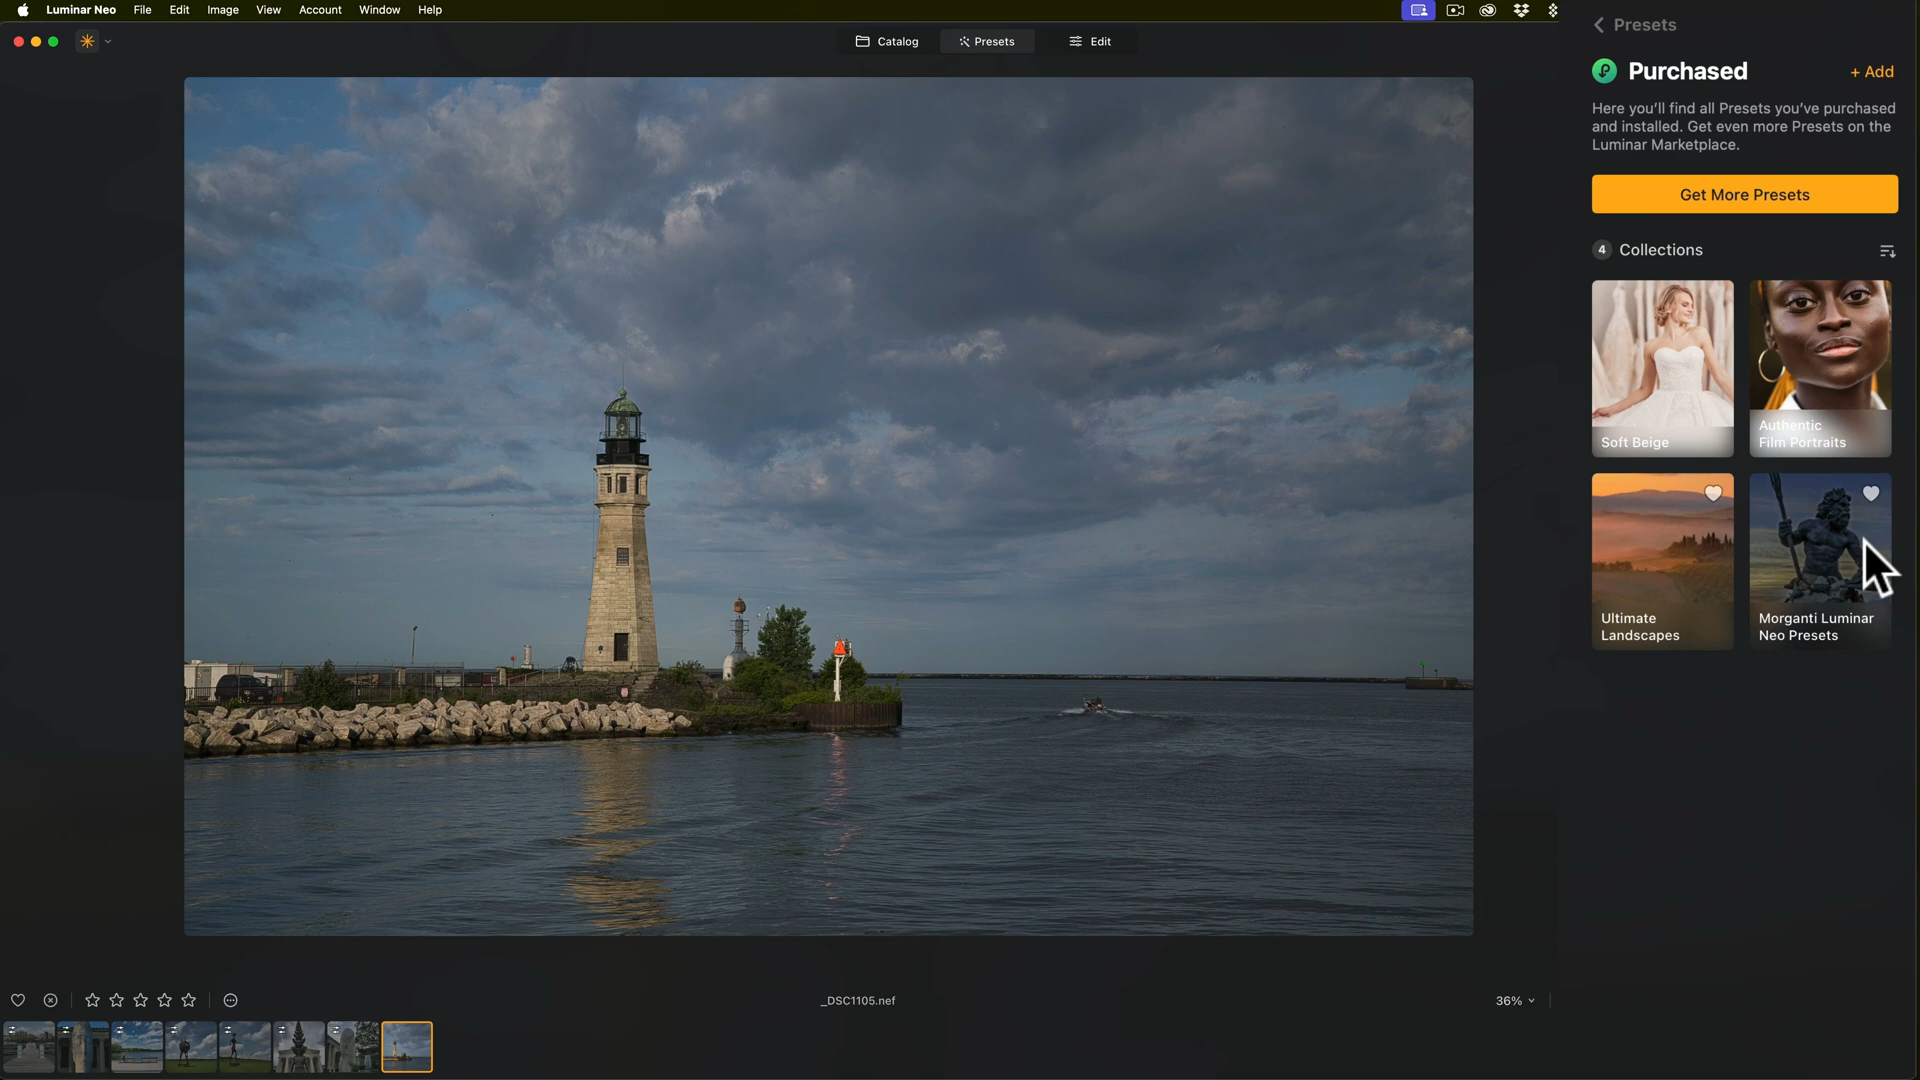 Luminar Neo File Edit Image View Account Window Help
Catalog Presets Edit
Presets
Purchased
+ Add
Here you'll find all Presets you've purchased
and installed. Get even more Presets on the
Luminar Marketplace.
Get More Presets
4 Collections
Soft Beige
Authentic
Film Portraits
Ultimate
Landscapes
Morganti Luminar
Neo Presets
_DSC1105.nef
36%